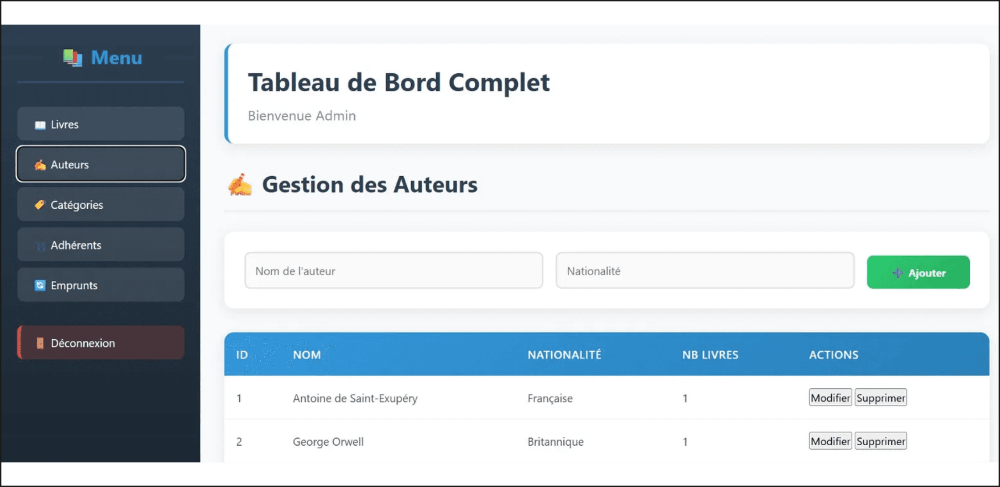 Menu
Livres
Auteurs
Catégories
Adhérents
Emprunts
Déconnexion
Tableau de Bord Complet
Bienvenue Admin
Gestion des Auteurs
Nom de l'auteur Nationalité Ajouter
ID NOM NATIONALITÉ NB LIVRES ACTIONS
1 Antoine de Saint-Exupéry Française 1 Modifier Supprimer
2 George Orwell Britannique 1 Modifier Supprimer